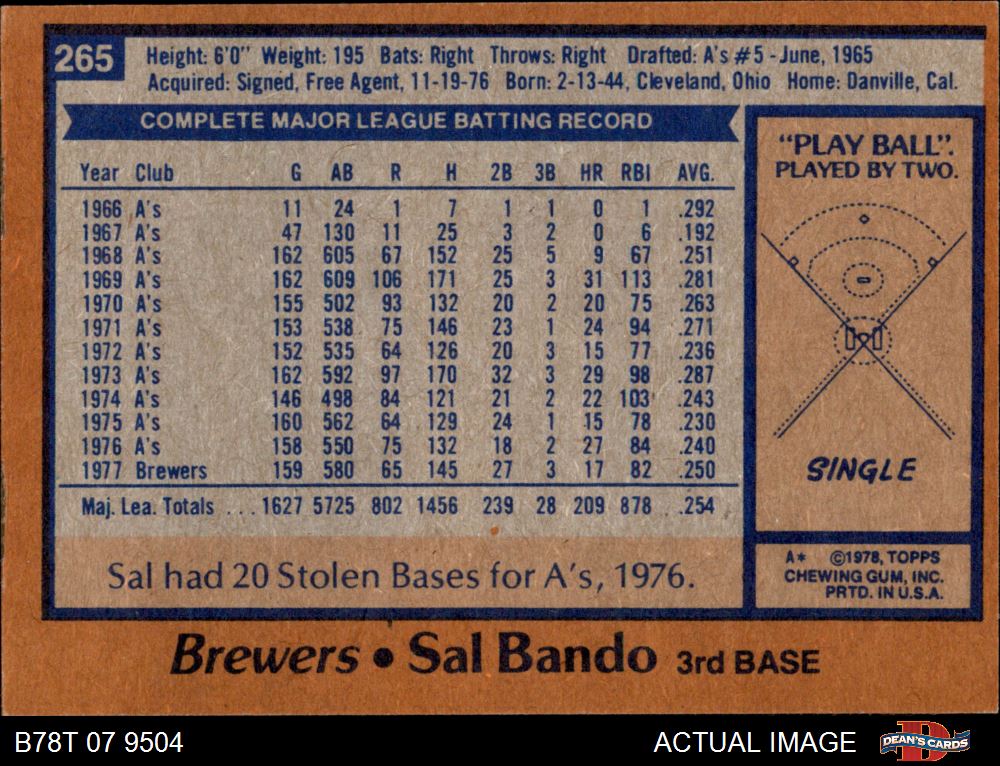 265
Height: 6'0" Weight: 195 Bats: Right Throws: Right Drafted: A's #5 - June, 1965
Acquired: Signed, Free Agent, 11-19-76 Born: 2-13-44, Cleveland, Ohio Home: Danville, Cal.
COMPLETE MAJOR LEAGUE BATTING RECORD
Year Club G AB R H 2B 3B HR RBI AVG.
1966 A's 11 24 1 7 1 1 0 1 .292
1967 A's 47 130 11 25 3 2 0 6 .192
1968 A's 162 605 67 152 25 5 9 67 .251
1969 A's 162 609 106 171 25 3 31 113 .281
1970 A's 155 502 93 132 20 2 20 75 .263
1971 A's 153 538 75 146 23 1 24 94 .271
1972 A's 152 535 64 126 20 3 15 77 .236
1973 A's 162 592 97 170 32 3 29 98 .287
1974 A's 146 498 84 121 21 2 22 103 .243
1975 A's 160 562 64 129 24 1 15 78 .230
1976 A's 158 550 75 132 18 2 27 84 .240
1977 Brewers 159 580 65 145 27 3 17 82 .250
Maj. Lea. Totals ... 1627 5725 802 1456 239 28 209 878 .254
Sal had 20 Stolen Bases for A's, 1976.
"PLAY BALL".
PLAYED BY TWO.
SINGLE
A* ©1978, TOPPS
CHEWING GUM, INC.
PRTD. IN U.S.A.
Brewers • Sal Bando 3rd BASE
B78T 07 9504
ACTUAL IMAGE
D
DEAN'S CARDS